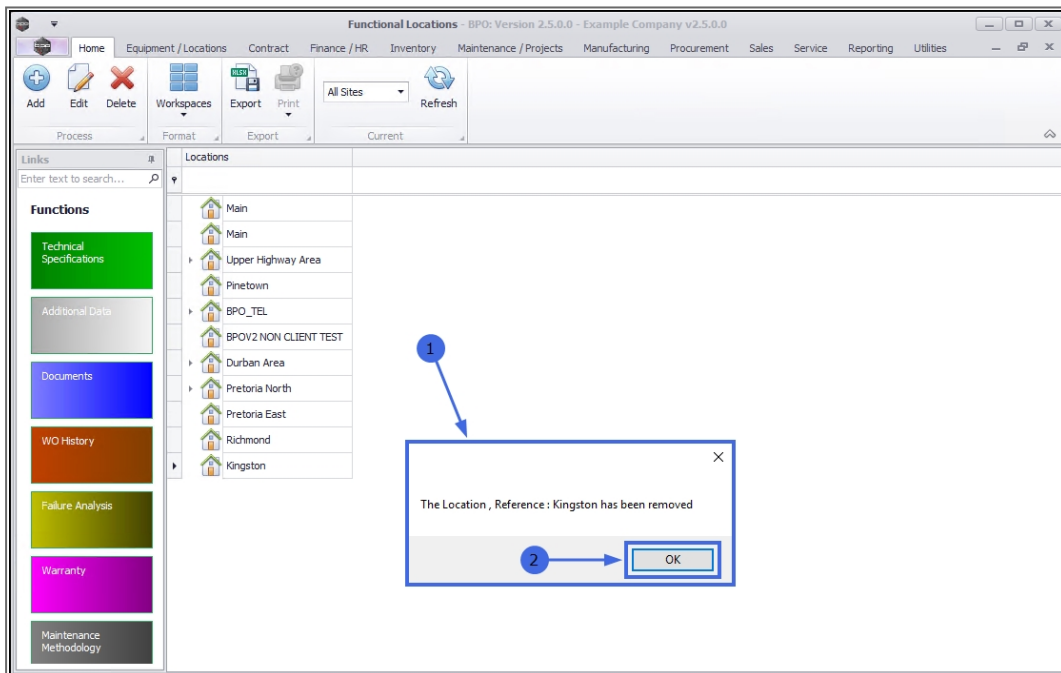 Functional Locations - BPO: Version 2.5.0.0 - Example Company v2.5.0.0
Home Equipment / Locations Contract Finance / HR Inventory Maintenance / Projects Manufacturing Procurement Sales Service Reporting Utilities
Add Edit Delete Workspaces Export Print All Sites Refresh
Process Format Export Current
Links
Enter text to search...
Functions
Technical
Specifications
Additional Data
Documents
WO History
Failure Analysis
Warranty
Maintenance
Methodology
Locations
Main
Main
Upper Highway Area
Pinetown
BPO_TEL
BPOV2 NON CLIENT TEST
Durban Area
Pretoria North
Pretoria East
Richmond
Kingston
1
The Location , Reference : Kingston has been removed
2
OK